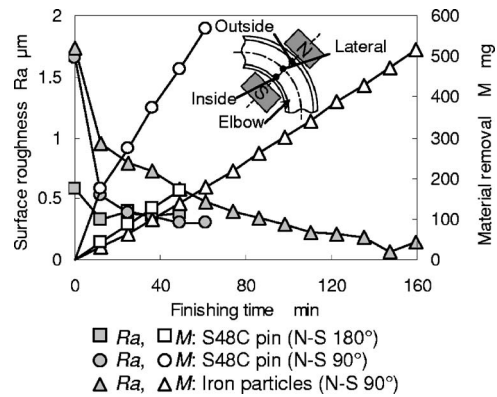 Surface roughness Ra µm
2
1.5
1
0.5
0
600
500
400
300
200
100
0
Material removal M mg
Outside
N
Lateral
S
Inside
Elbow
0 40 80 120 160
Finishing time min
Ra, M: S48C pin (N-S 180°)
Ra, M: S48C pin (N-S 90°)
Ra, M: Iron particles (N-S 90°)